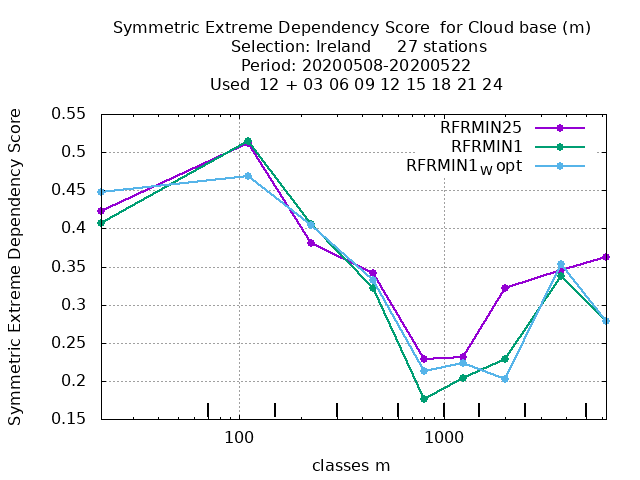 Symmetric Extreme Dependency Score  for Cloud base (m)
Selection: Ireland     27 stations
Period: 20200508-20200522
Used  12 + 03 06 09 12 15 18 21 24
Symmetric Extreme Dependency Score
0.55
0.5
0.45
0.4
0.35
0.3
0.25
0.2
0.15
RFRMIN25
RFRMIN1
RFRMIN1W opt
100
1000
classes m